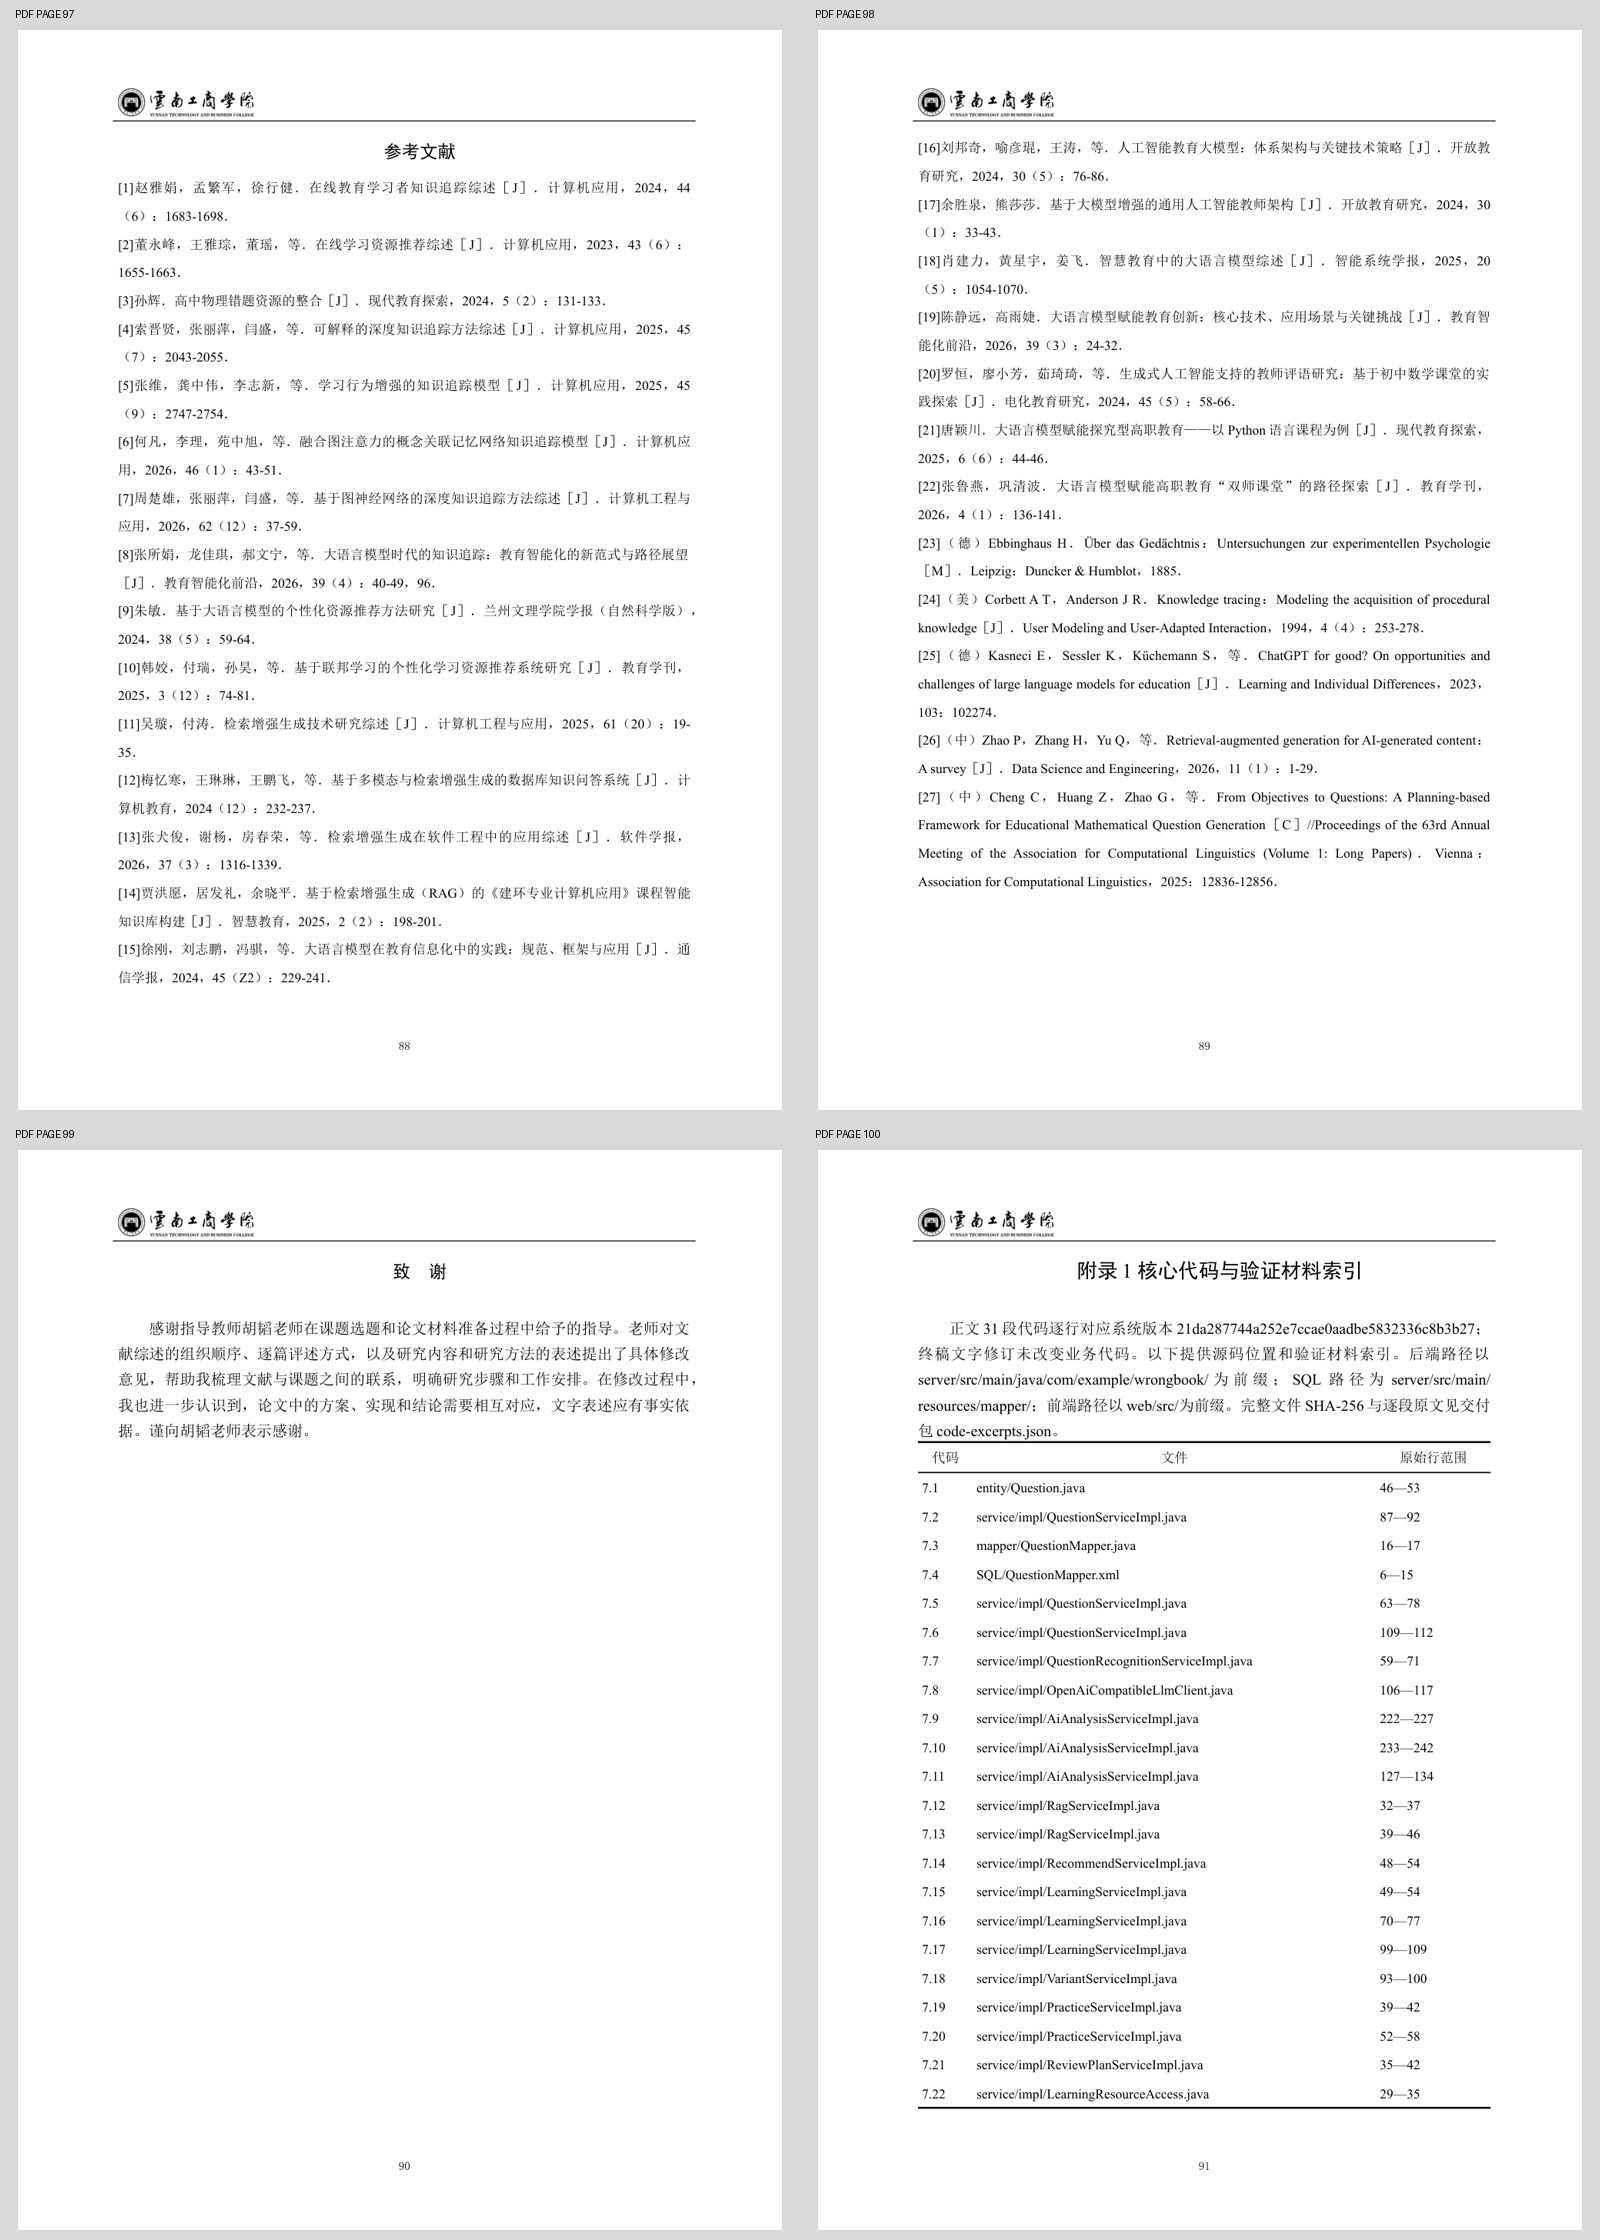 PDF PAGE 97
雲南工商學院
YUNNAN TECHNOLOGY AND BUSINESS COLLEGE
参考文献
[1]赵雅娟，孟繁军，徐行健．在线教育学习者知识追踪综述［J］．计算机应用，2024，44
（6）：1683-1698．
[2]董永峰，王雅琮，董瑶，等．在线学习资源推荐综述［J］．计算机应用，2023，43（6）：
1655-1663．
[3]孙辉．高中物理错题资源的整合［J］．现代教育探索，2024，5（2）：131-133．
[4]索晋贤，张丽萍，闫盛，等．可解释的深度知识追踪方法综述［J］．计算机应用，2025，45
（7）：2043-2055．
[5]张维，龚中伟，李志新，等．学习行为增强的知识追踪模型［J］．计算机应用，2025，45
（9）：2747-2754．
[6]何凡，李理，苑中旭，等．融合图注意力的概念关联记忆网络知识追踪模型［J］．计算机应
用，2026，46（1）：43-51．
[7]周楚雄，张丽萍，闫盛，等．基于图神经网络的深度知识追踪方法综述［J］．计算机工程与
应用，2026，62（12）：37-59．
[8]张所娟，龙佳琪，郝文宁，等．大语言模型时代的知识追踪：教育智能化的新范式与路径展望
［J］．教育智能化前沿，2026，39（4）：40-49，96．
[9]朱敏．基于大语言模型的个性化资源推荐方法研究［J］．兰州文理学院学报（自然科学版），
2024，38（5）：59-64．
[10]韩姣，付瑞，孙昊，等．基于联邦学习的个性化学习资源推荐系统研究［J］．教育学刊，
2025，3（12）：74-81．
[11]吴璇，付涛．检索增强生成技术研究综述［J］．计算机工程与应用，2025，61（20）：19-
35．
[12]梅忆寒，王琳琳，王鹏飞，等．基于多模态与检索增强生成的数据库知识问答系统［J］．计
算机教育，2024（12）：232-237．
[13]张犬俊，谢杨，房春荣，等．检索增强生成在软件工程中的应用综述［J］．软件学报，
2026，37（3）：1316-1339．
[14]贾洪愿，居发礼，余晓平．基于检索增强生成（RAG）的《建环专业计算机应用》课程智能
知识库构建［J］．智慧教育，2025，2（2）：198-201．
[15]徐刚，刘志鹏，冯骐，等．大语言模型在教育信息化中的实践：规范、框架与应用［J］．通
信学报，2024，45（Z2）：229-241．
88
PDF PAGE 98
雲南工商學院
YUNNAN TECHNOLOGY AND BUSINESS COLLEGE
[16]刘邦奇，喻彦琨，王涛，等．人工智能教育大模型：体系架构与关键技术策略［J］．开放教
育研究，2024，30（5）：76-86．
[17]余胜泉，熊莎莎．基于大模型增强的通用人工智能教师架构［J］．开放教育研究，2024，30
（1）：33-43．
[18]肖建力，黄星宇，姜飞．智慧教育中的大语言模型综述［J］．智能系统学报，2025，20
（5）：1054-1070．
[19]陈静远，高雨婕．大语言模型赋能教育创新：核心技术、应用场景与关键挑战［J］．教育智
能化前沿，2026，39（3）：24-32．
[20]罗恒，廖小芳，茹琦琦，等．生成式人工智能支持的教师评语研究：基于初中数学课堂的实
践探索［J］．电化教育研究，2024，45（5）：58-66．
[21]唐颖川．大语言模型赋能探究型高职教育——以 Python 语言课程为例［J］．现代教育探索，
2025，6（6）：44-46．
[22]张鲁燕，巩清波．大语言模型赋能高职教育“双师课堂”的路径探索［J］．教育学刊，
2026，4（1）：136-141．
[23]（德）Ebbinghaus H．Über das Gedächtnis：Untersuchungen zur experimentellen Psychologie
［M］．Leipzig：Duncker & Humblot，1885．
[24]（美）Corbett A T，Anderson J R．Knowledge tracing：Modeling the acquisition of procedural
knowledge［J］．User Modeling and User-Adapted Interaction，1994，4（4）：253-278．
[25]（德）Kasneci E，Sessler K，Küchemann S，等．ChatGPT for good? On opportunities and
challenges of large language models for education［J］．Learning and Individual Differences，2023，
103：102274．
[26]（中）Zhao P，Zhang H，Yu Q，等．Retrieval-augmented generation for AI-generated content：
A survey［J］．Data Science and Engineering，2026，11（1）：1-29．
[27]（中）Cheng C，Huang Z，Zhao G，等．From Objectives to Questions: A Planning-based
Framework for Educational Mathematical Question Generation［C］//Proceedings of the 63rd Annual
Meeting of the Association for Computational Linguistics (Volume 1: Long Papers)．Vienna：
Association for Computational Linguistics，2025：12836-12856．
89
PDF PAGE 99
雲南工商學院
YUNNAN TECHNOLOGY AND BUSINESS COLLEGE
致　谢
感谢指导教师胡韬老师在课题选题和论文材料准备过程中给予的指导。老师对文
献综述的组织顺序、逐篇评述方式，以及研究内容和研究方法的表述提出了具体修改
意见，帮助我梳理文献与课题之间的联系，明确研究步骤和工作安排。在修改过程中，
我也进一步认识到，论文中的方案、实现和结论需要相互对应，文字表述应有事实依
据。谨向胡韬老师表示感谢。
90
PDF PAGE 100
雲南工商學院
YUNNAN TECHNOLOGY AND BUSINESS COLLEGE
附录 1 核心代码与验证材料索引
正文 31 段代码逐行对应系统版本 21da287744a252e7ccae0aadbe5832336c8b3b27；
终稿文字修订未改变业务代码。以下提供源码位置和验证材料索引。后端路径以
server/src/main/java/com/example/wrongbook/ 为前缀；SQL 路径为 server/src/main/
resources/mapper/；前端路径以 web/src/为前缀。完整文件 SHA-256 与逐段原文见交付
包 code-excerpts.json。
代码 文件 原始行范围
7.1 entity/Question.java 46—53
7.2 service/impl/QuestionServiceImpl.java 87—92
7.3 mapper/QuestionMapper.java 16—17
7.4 SQL/QuestionMapper.xml 6—15
7.5 service/impl/QuestionServiceImpl.java 63—78
7.6 service/impl/QuestionServiceImpl.java 109—112
7.7 service/impl/QuestionRecognitionServiceImpl.java 59—71
7.8 service/impl/OpenAiCompatibleLlmClient.java 106—117
7.9 service/impl/AiAnalysisServiceImpl.java 222—227
7.10 service/impl/AiAnalysisServiceImpl.java 233—242
7.11 service/impl/AiAnalysisServiceImpl.java 127—134
7.12 service/impl/RagServiceImpl.java 32—37
7.13 service/impl/RagServiceImpl.java 39—46
7.14 service/impl/RecommendServiceImpl.java 48—54
7.15 service/impl/LearningServiceImpl.java 49—54
7.16 service/impl/LearningServiceImpl.java 70—77
7.17 service/impl/LearningServiceImpl.java 99—109
7.18 service/impl/VariantServiceImpl.java 93—100
7.19 service/impl/PracticeServiceImpl.java 39—42
7.20 service/impl/PracticeServiceImpl.java 52—58
7.21 service/impl/ReviewPlanServiceImpl.java 35—42
7.22 service/impl/LearningResourceAccess.java 29—35
91